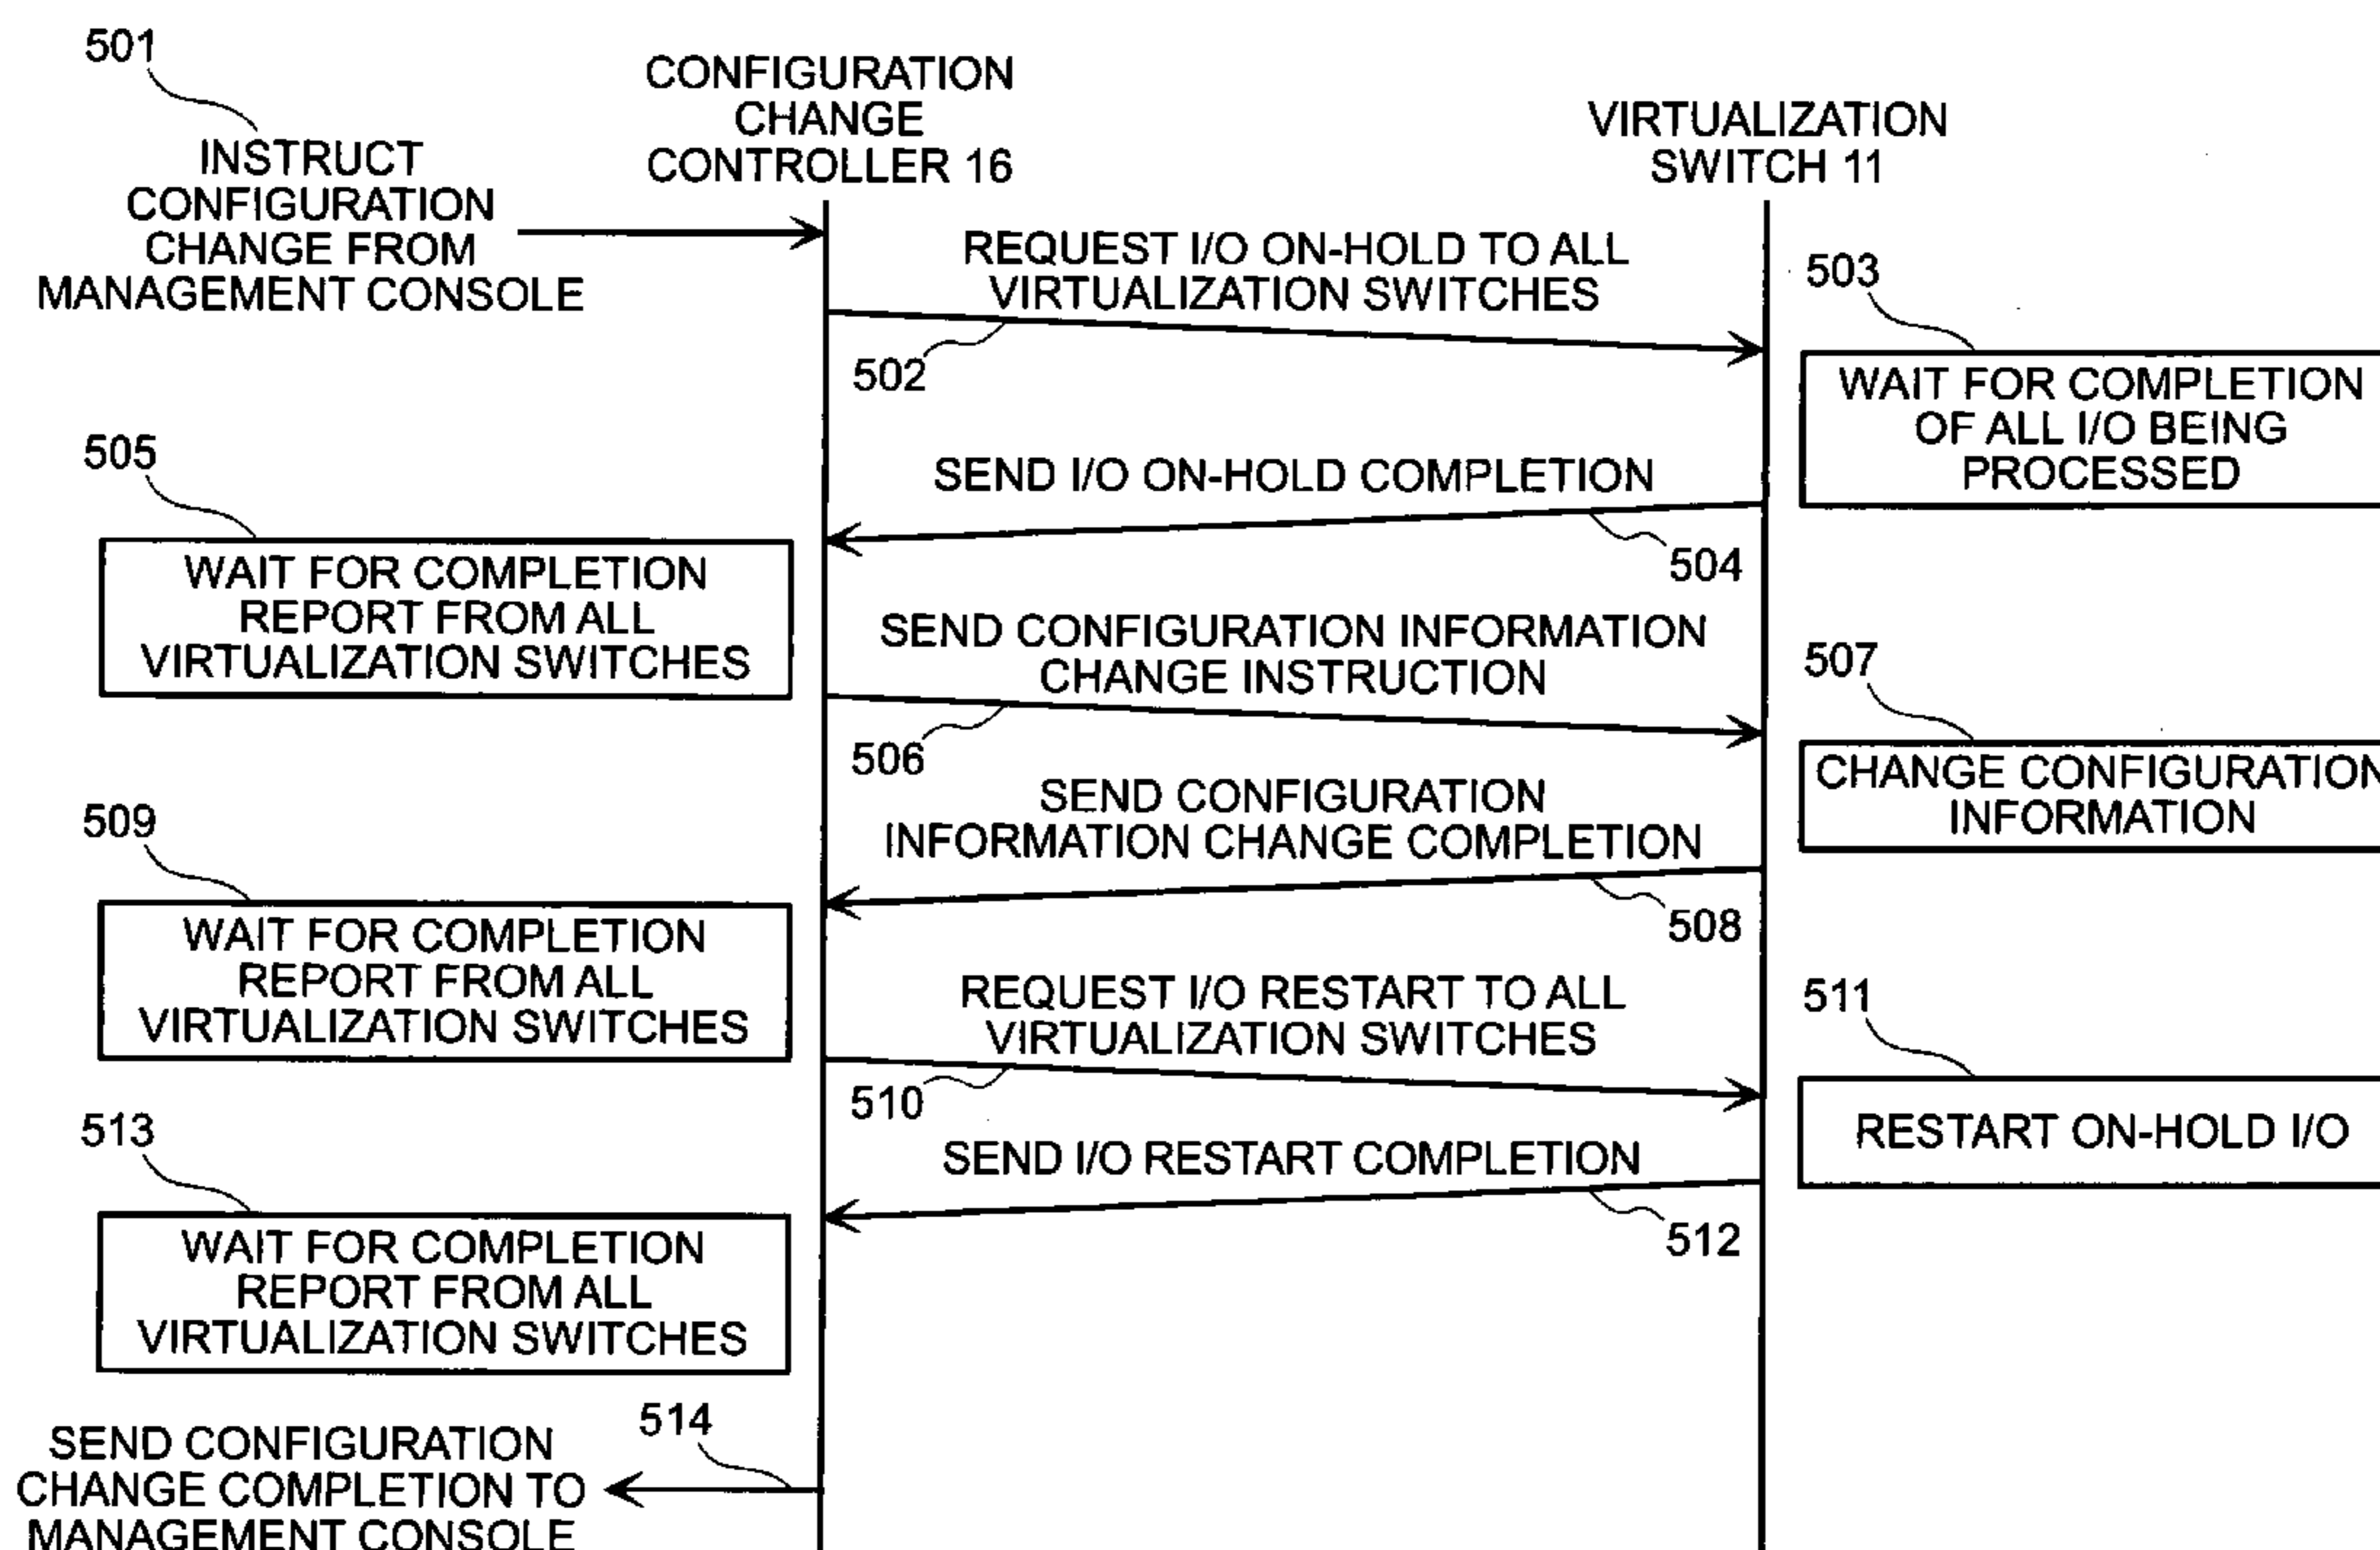 501
INSTRUCT
CONFIGURATION
CHANGE FROM
MANAGEMENT CONSOLE
CONFIGURATION
CHANGE
CONTROLLER 16
VIRTUALIZATION
SWITCH 11
REQUEST I/O ON-HOLD TO ALL
VIRTUALIZATION SWITCHES
502
503
WAIT FOR COMPLETION
OF ALL I/O BEING
PROCESSED
SEND I/O ON-HOLD COMPLETION
504
505
WAIT FOR COMPLETION
REPORT FROM ALL
VIRTUALIZATION SWITCHES
SEND CONFIGURATION INFORMATION
CHANGE INSTRUCTION
506
507
CHANGE CONFIGURATION
INFORMATION
SEND CONFIGURATION
INFORMATION CHANGE COMPLETION
508
509
WAIT FOR COMPLETION
REPORT FROM ALL
VIRTUALIZATION SWITCHES
REQUEST I/O RESTART TO ALL
VIRTUALIZATION SWITCHES
510
511
RESTART ON-HOLD I/O
SEND I/O RESTART COMPLETION
512
513
WAIT FOR COMPLETION
REPORT FROM ALL
VIRTUALIZATION SWITCHES
514
SEND CONFIGURATION
CHANGE COMPLETION TO
MANAGEMENT CONSOLE